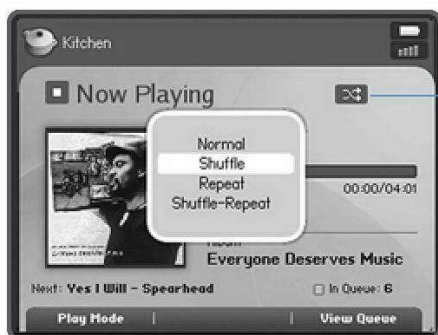 Kitchen
Now Playing
Normal
Shuffle
Repeat
Shuffle-Repeat
00:00/04:01
Album
Everyone Deserves Music
Next: Yes I Will - Spearhead
In Queue: 6
Play Mode
View Queue